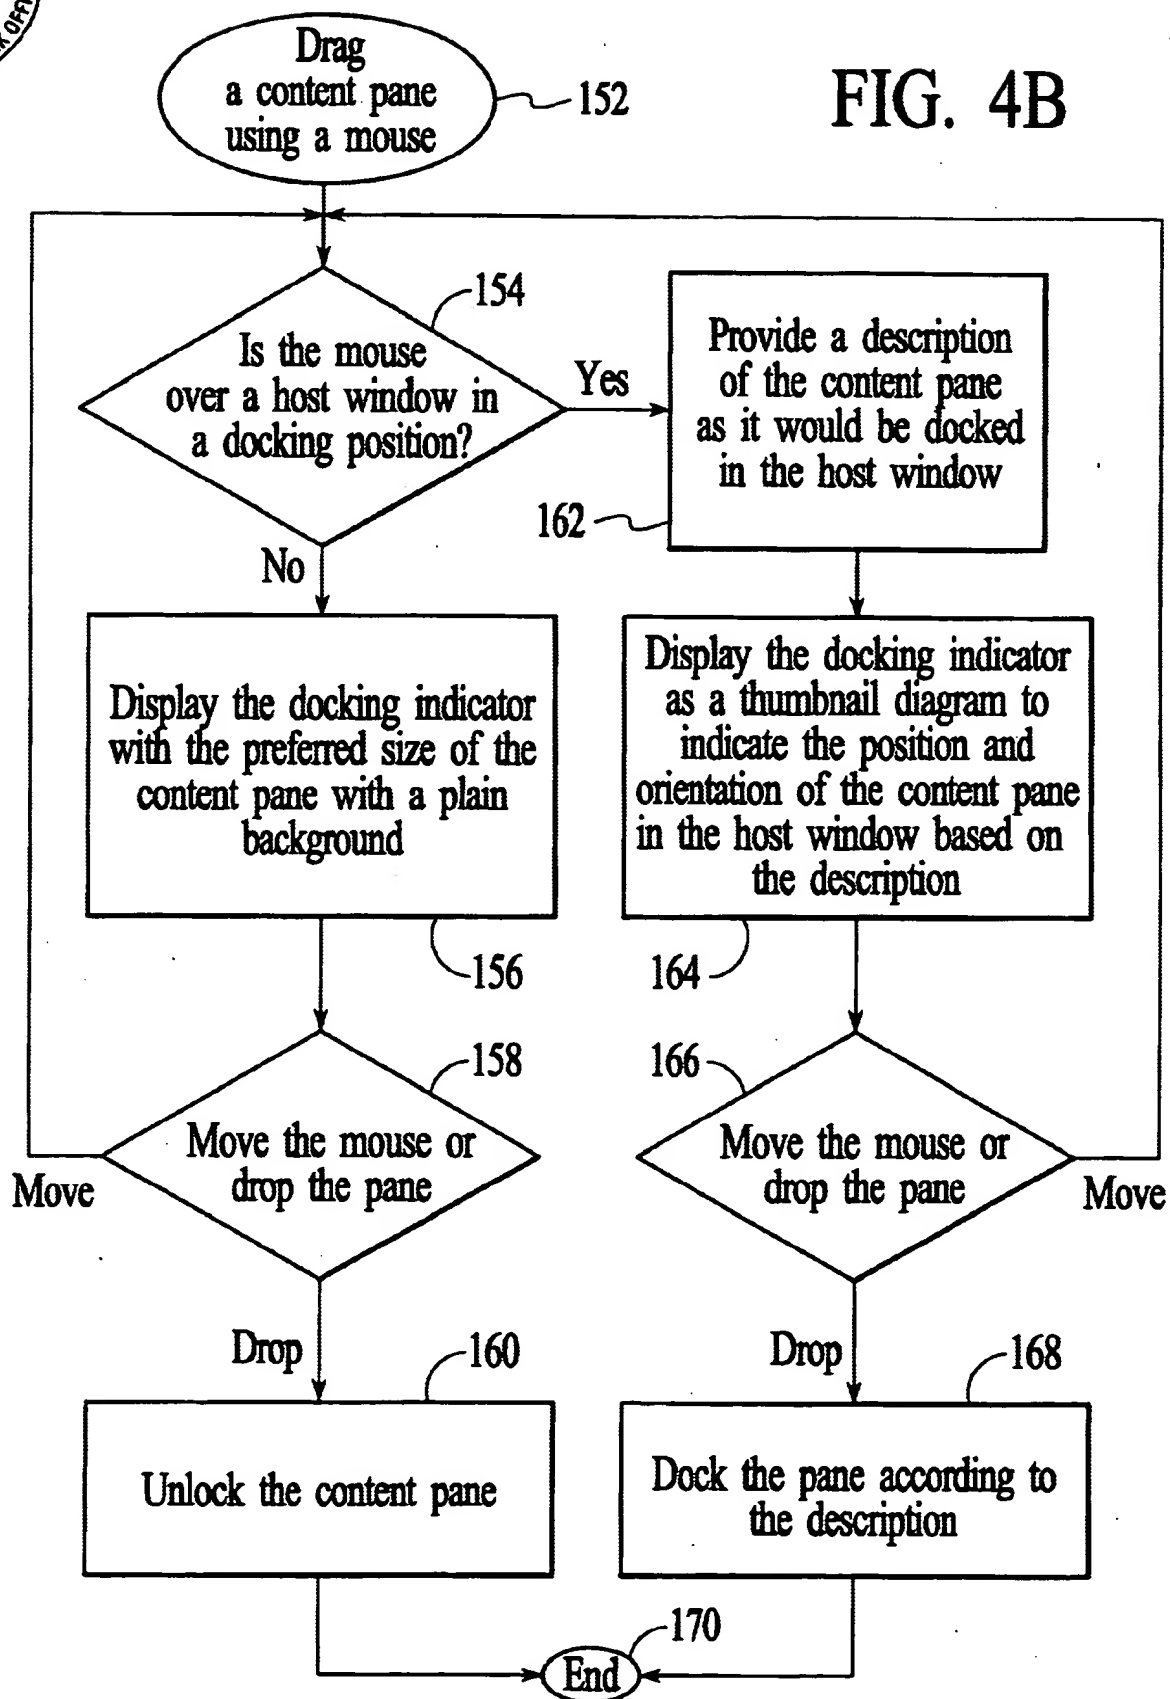 FIG. 4B
Drag
a content pane
using a mouse
152
154
Is the mouse
over a host window in
a docking position?
Yes
No
Provide a description
of the content pane
as it would be docked
in the host window
162
Display the docking indicator
with the preferred size of the
content pane with a plain
background
156
Display the docking indicator
as a thumbnail diagram to
indicate the position and
orientation of the content pane
in the host window based on
the description
164
158
Move the mouse or
drop the pane
Move
166
Move the mouse or
drop the pane
Move
Drop
160
Unlock the content pane
Drop
168
Dock the pane according to
the description
170
End